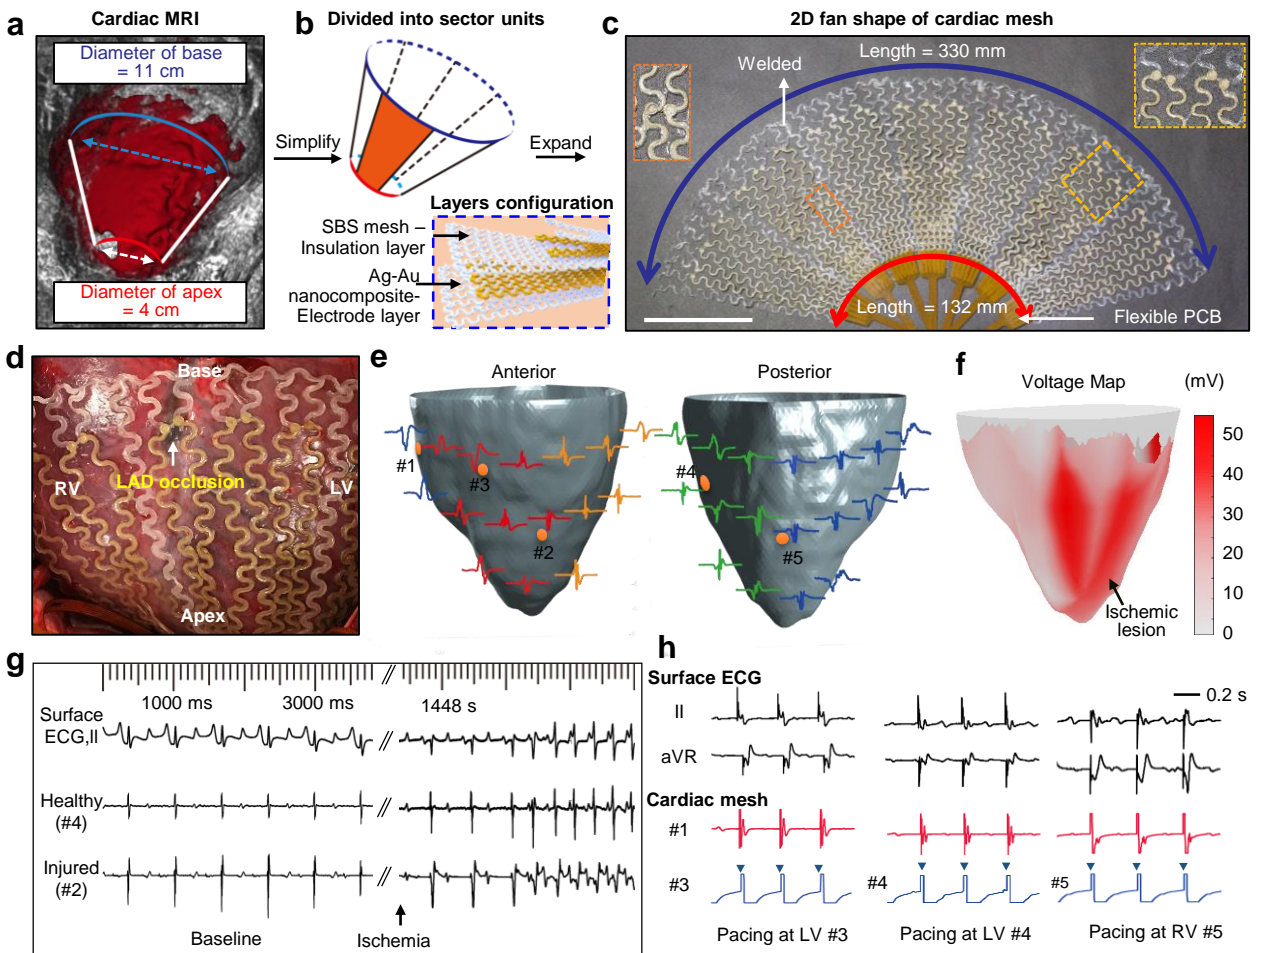 a
Cardiac MRI
Diameter of base
= 11 cm
Diameter of apex
= 4 cm
Simplify
b
Divided into sector units
Expand
Layers configuration
SBS mesh –
Insulation layer
Ag-Au
nanocomposite-
Electrode layer
c
2D fan shape of cardiac mesh
Length = 330 mm
Welded
Length = 132 mm
Flexible PCB
d
Base
LAD occlusion
RV
LV
Apex
e
Anterior
Posterior
#1
#3
#2
#4
#5
f
Voltage Map
(mV)
50
40
30
20
10
0
Ischemic
lesion
g
1000 ms
3000 ms
//
1448 s
Surface
ECG,II
//
Healthy
(#4)
//
Injured
(#2)
//
Baseline
Ischemia
h
Surface ECG
0.2 s
II
aVR
Cardiac mesh
#1
#3
#4
#5
Pacing at LV #3
Pacing at LV #4
Pacing at RV #5